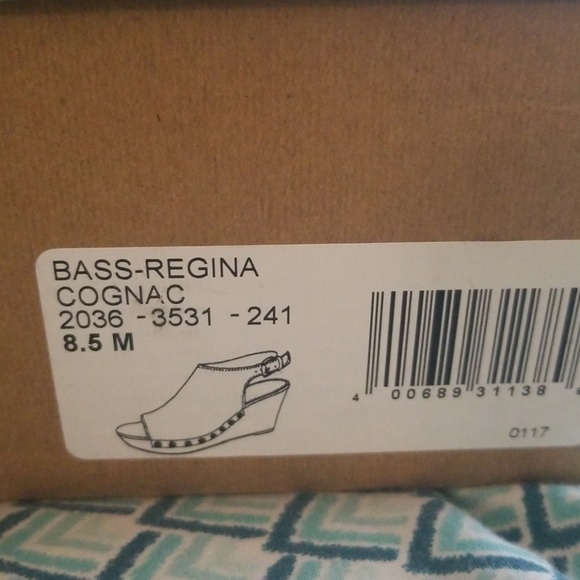 BASS-REGINA
COGNAC
2036 - 3531 - 241
8.5 M
4 00689 31138
0117